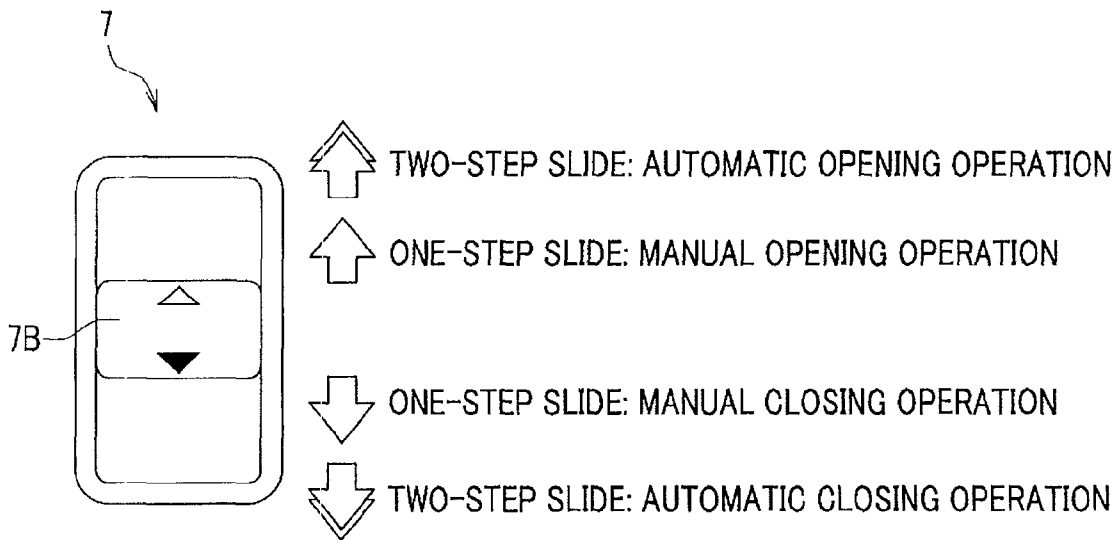 7
TWO-STEP SLIDE: AUTOMATIC OPENING OPERATION
ONE-STEP SLIDE: MANUAL OPENING OPERATION
7B
ONE-STEP SLIDE: MANUAL CLOSING OPERATION
TWO-STEP SLIDE: AUTOMATIC CLOSING OPERATION